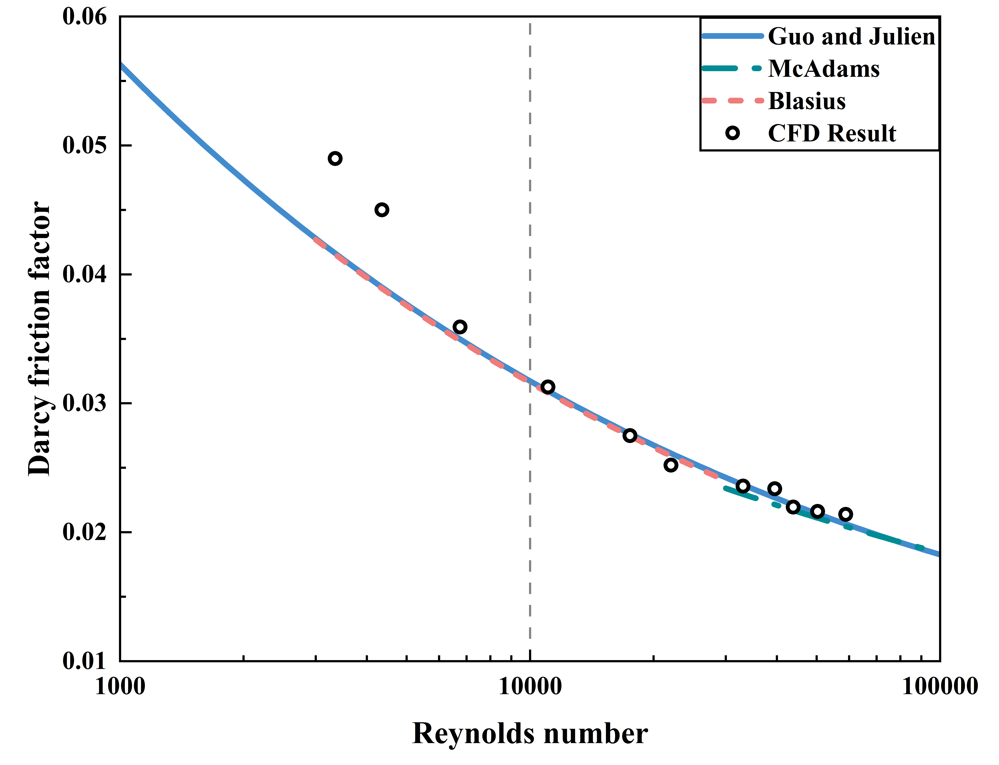 0.06
0.05
0.04
0.03
0.02
0.01
Darcy friction factor
Guo and Julien
McAdams
Blasius
CFD Result
1000
10000
100000
Reynolds number